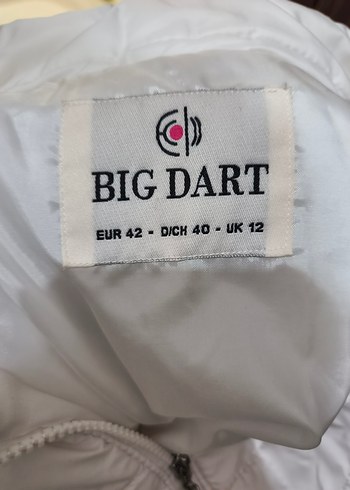 BIG DART
EUR 42 - D/CH 40 - UK 12